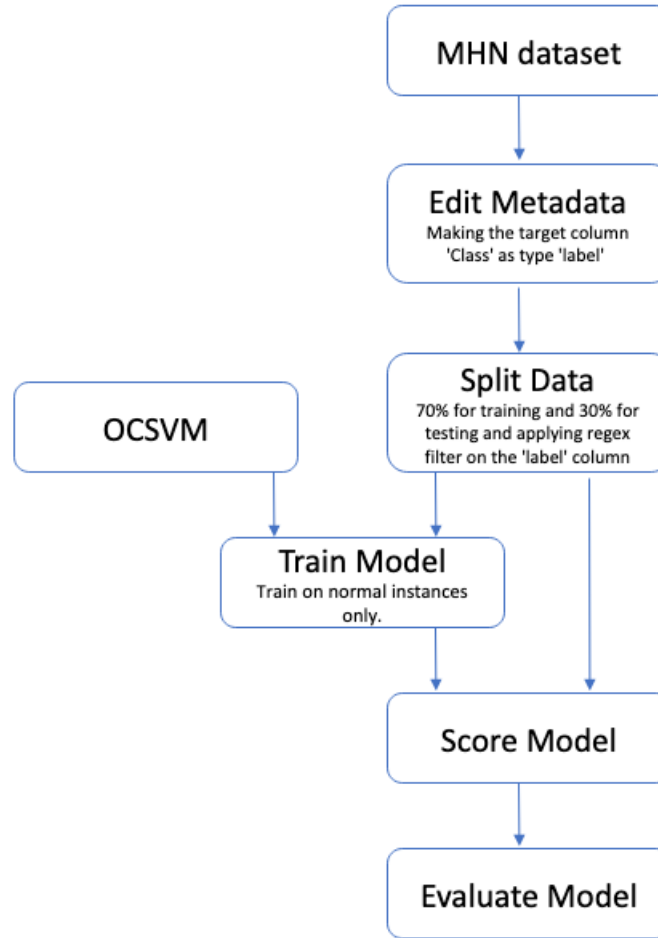 MHN dataset
Edit Metadata
Making the target column
'Class' as type 'label'
Split Data
70% for training and 30% for
testing and applying regex
filter on the 'label' column
OCSVM
Train Model
Train on normal instances
only.
Score Model
Evaluate Model